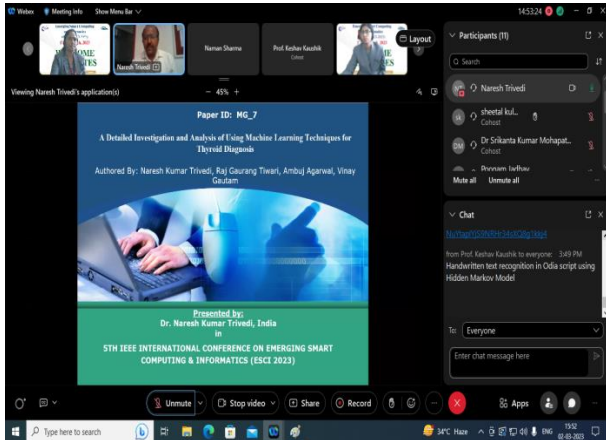 Webex
Meeting Info
Show Menu Bar
14:53:24
OME
TES
Naresh Trivedi
Naman Sharma
Prof. Keshav Kaushik
Cohost
Layout
Viewing Naresh Trivedi's application(s)
45%
Paper ID: MG_7
A Detailed Investigation and Analysis of Using Machine Learning Techniques for
Thyroid Diagnosis
Authored By: Naresh Kumar Trivedi, Raj Gaurang Tiwari, Ambuj Agarwal, Vinay
Gautam
Presented by:
Dr. Naresh Kumar Trivedi, India
in
5TH IEEE INTERNATIONAL CONFERENCE ON EMERGING SMART
COMPUTING & INFORMATICS (ESCI 2023)
Participants (11)
Search
Naresh Trivedi
sheetal kul...
Cohost
Dr Srikanta Kumar Mohapat...
Cohost
Poonam Jadhav
Mute all
Unmute all
Chat
from Prof. Keshav Kaushik to everyone: 3:49 PM
Handwritten text recognition in Odia script using
Hidden Markov Model
To:
Everyone
Enter chat message here
Unmute
Stop video
Share
Record
Apps
Type here to search
34°C Haze
ENG
15:52
02-03-2023